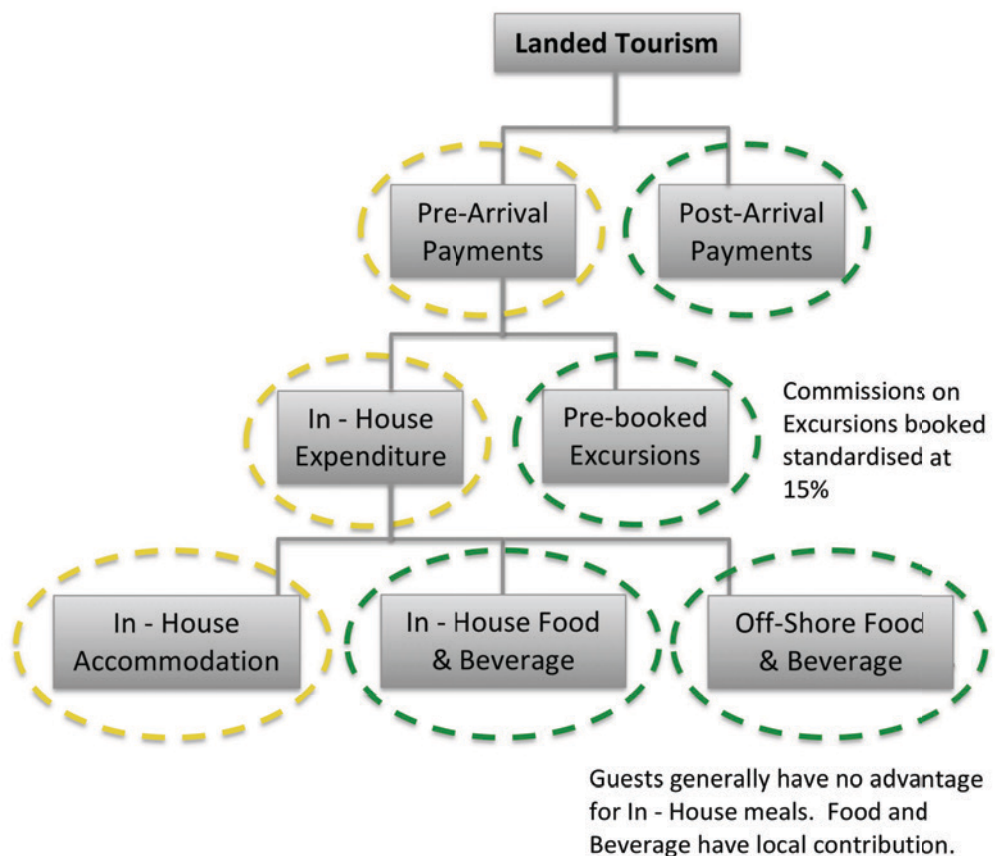 Landed Tourism
Pre-Arrival
Payments
Post-Arrival
Payments
In - House
Expenditure
Pre-booked
Excursions
Commissions on
Excursions booked
standardised at
15%
In - House
Accommodation
In - House Food
& Beverage
Off-Shore Food
& Beverage
Guests generally have no advantage
for In - House meals. Food and
Beverage have local contribution.